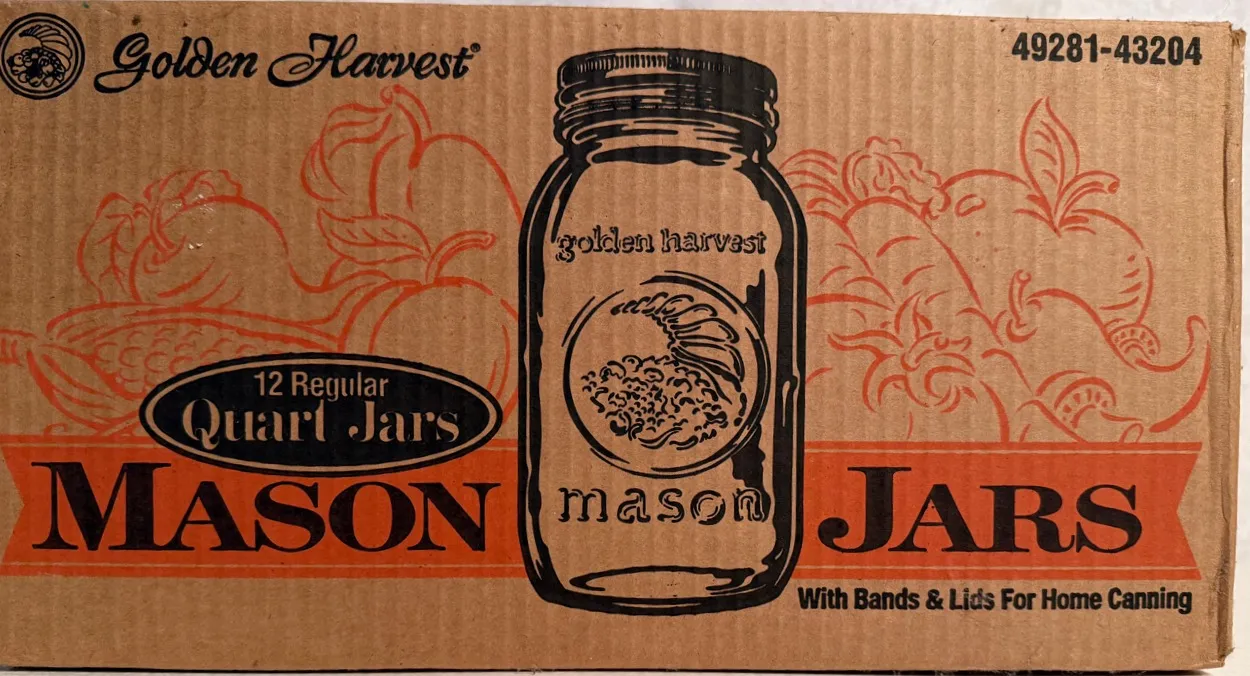 Golden Harvest®
49281-43204
golden harvest
12 Regular
Quart Jars
MASON JARS
mason
With Bands & Lids For Home Canning